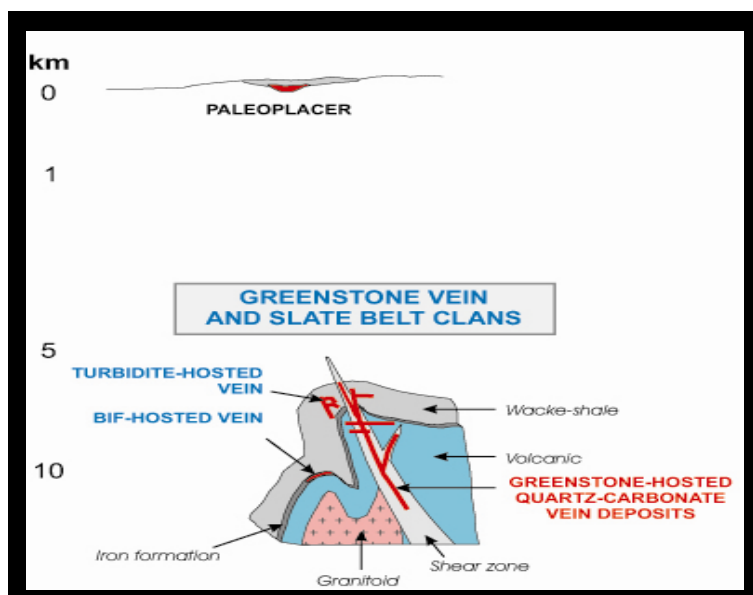 km
0
PALEOPLACER
1
GREENSTONE VEIN
AND SLATE BELT CLANS
5
TURBIDITE-HOSTED
VEIN
BIF-HOSTED VEIN
Wacke-shale
Volcanic
10
GREENSTONE-HOSTED
QUARTZ-CARBONATE
VEIN DEPOSITS
Iron formation
Shear zone
Granitoid